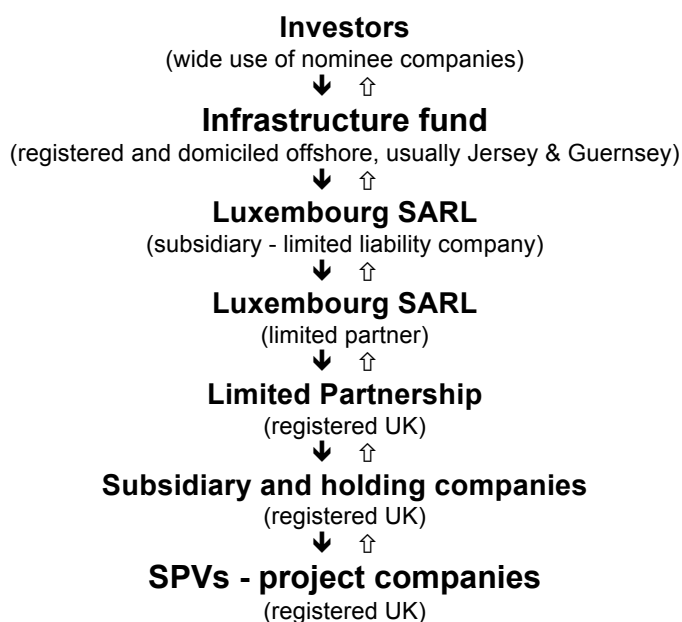 Investors
(wide use of nominee companies)
🡻 ⇧
Infrastructure fund
(registered and domiciled offshore, usually Jersey & Guernsey)
🡻 ⇧
Luxembourg SARL
(subsidiary - limited liability company)
🡻 ⇧
Luxembourg SARL
(limited partner)
🡻 ⇧
Limited Partnership
(registered UK)
🡻 ⇧
Subsidiary and holding companies
(registered UK)
🡻 ⇧
SPVs - project companies
(registered UK)